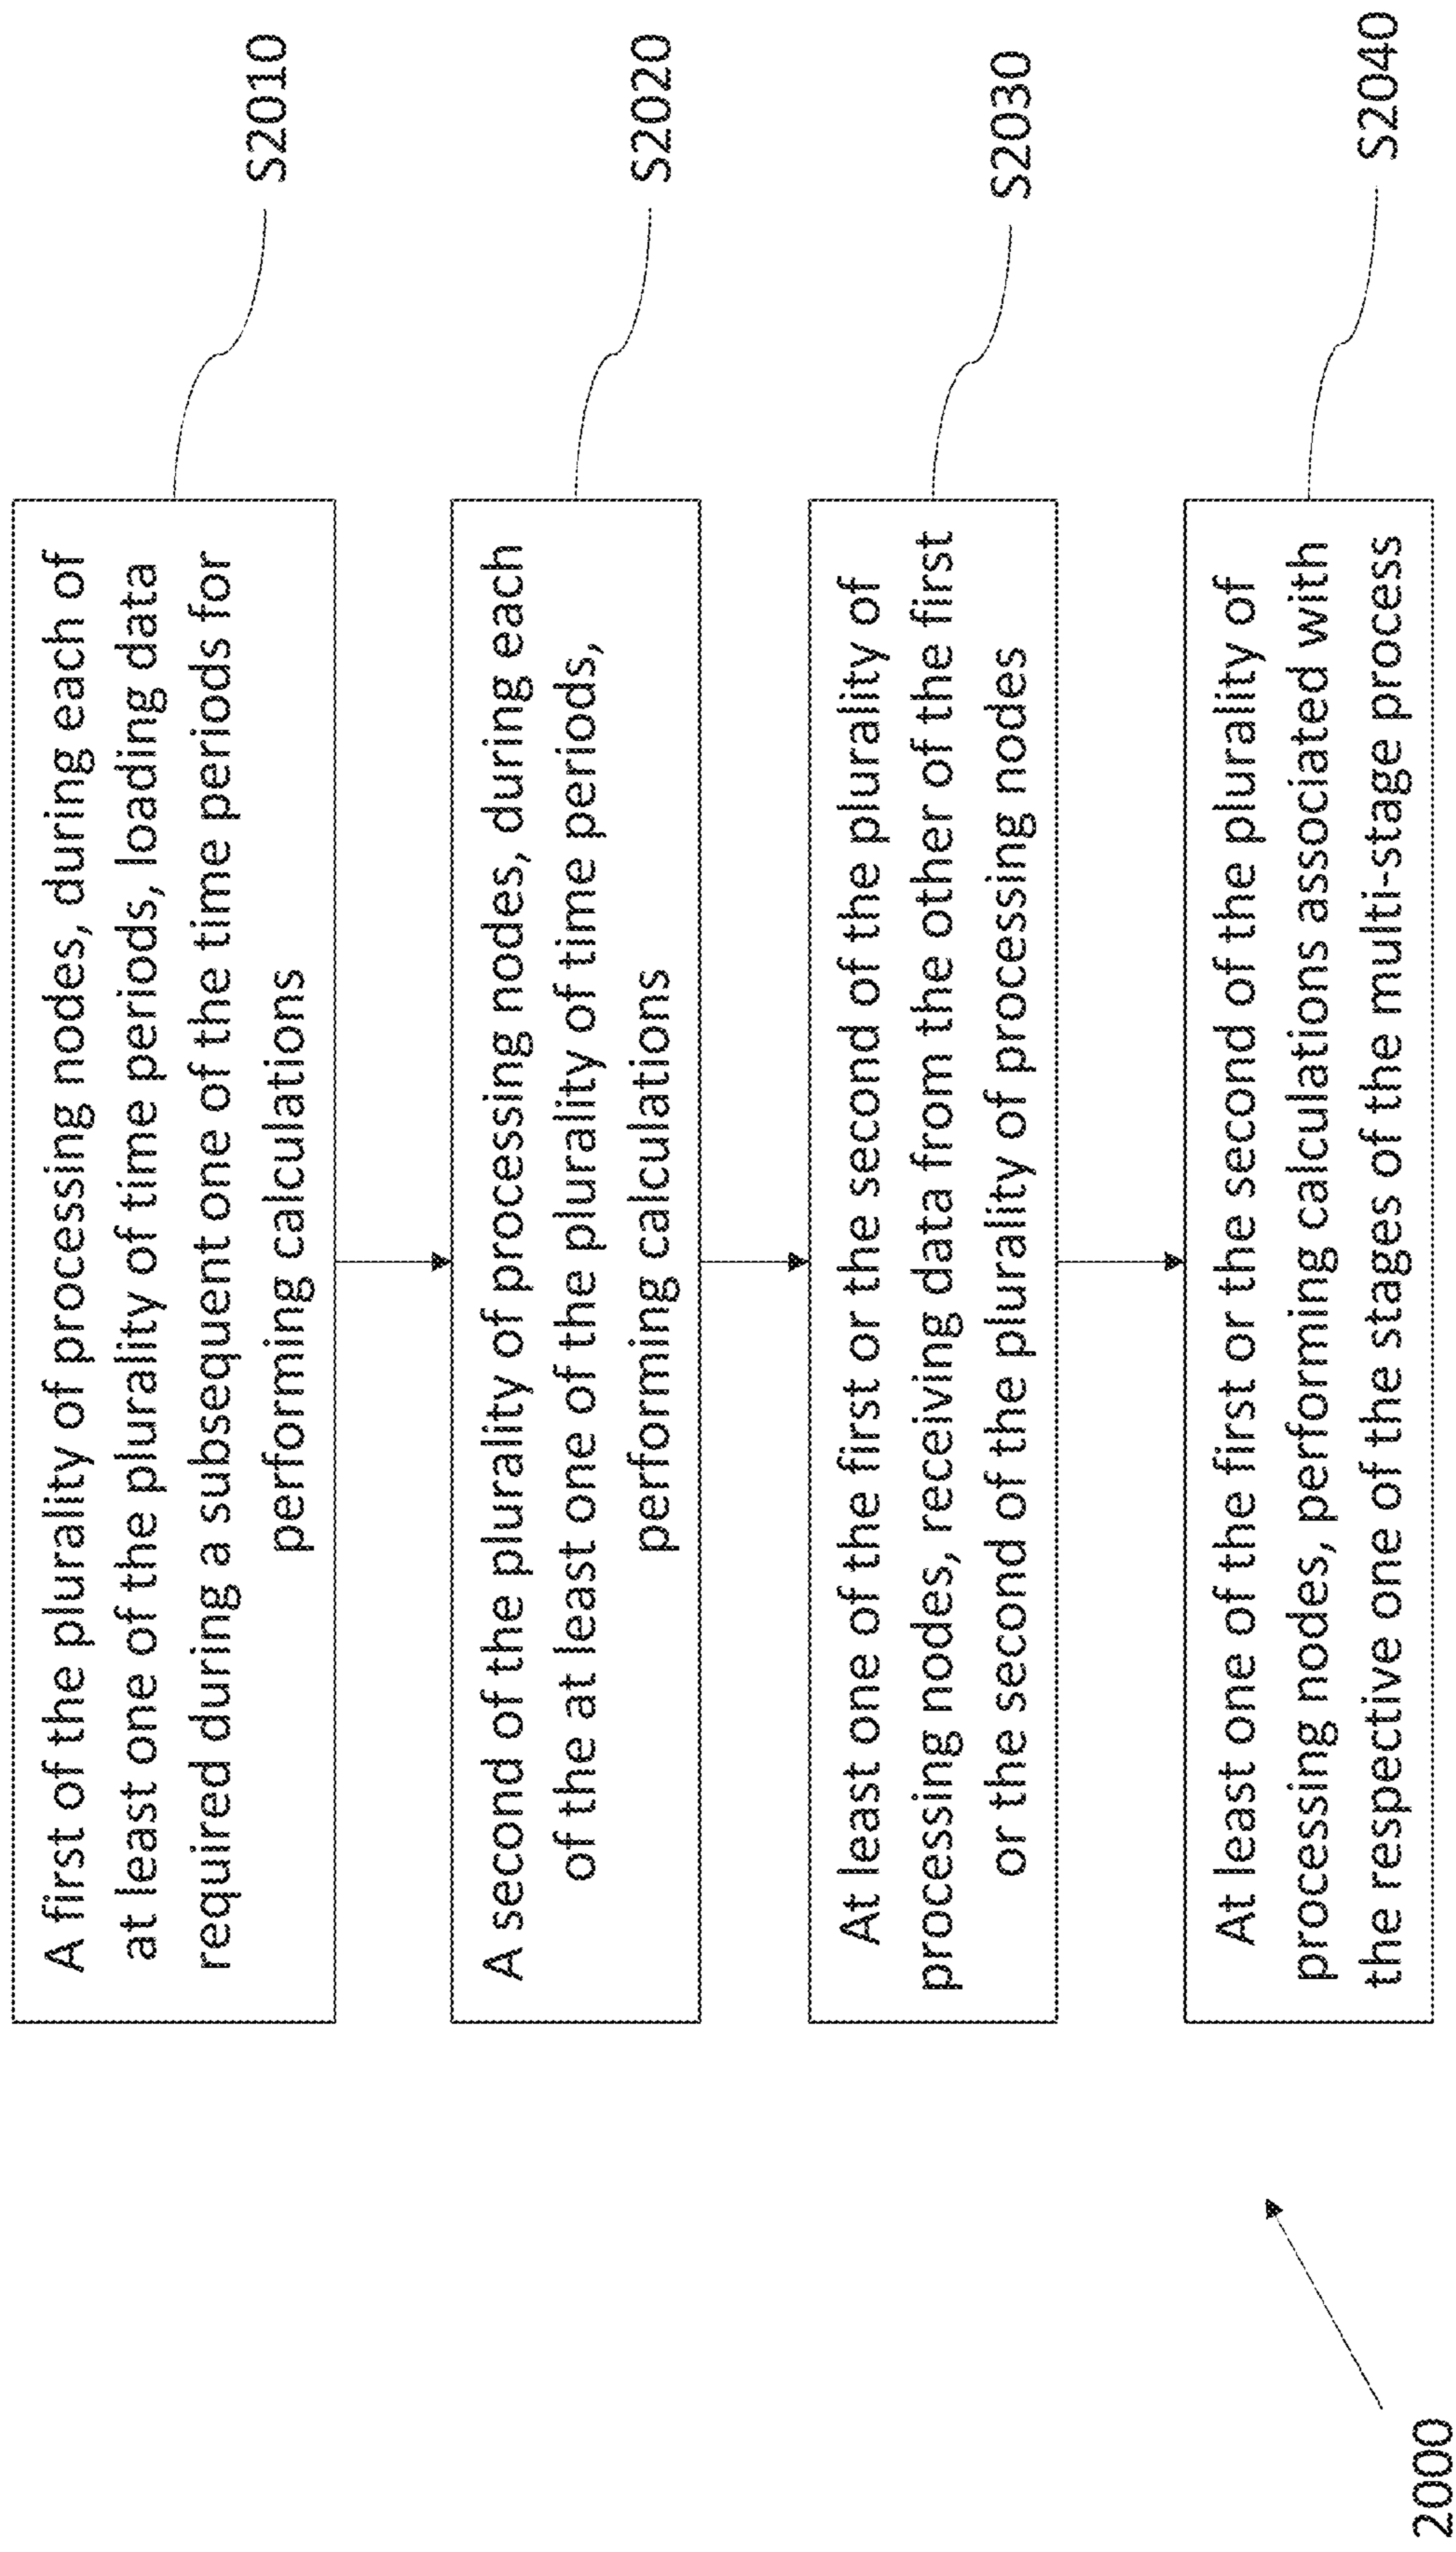 A first of the plurality of processing nodes, during each of
at least one of the plurality of time periods, loading data
required during a subsequent one of the time periods for
performing calculations
S2010
A second of the plurality of processing nodes, during each
of the at least one of the plurality of time periods,
performing calculations
S2020
At least one of the first or the second of the plurality of
processing nodes, receiving data from the other of the first
or the second of the plurality of processing nodes
S2030
At least one of the first or the second of the plurality of
processing nodes, performing calculations associated with
the respective one of the stages of the multi-stage process
S2040
2000